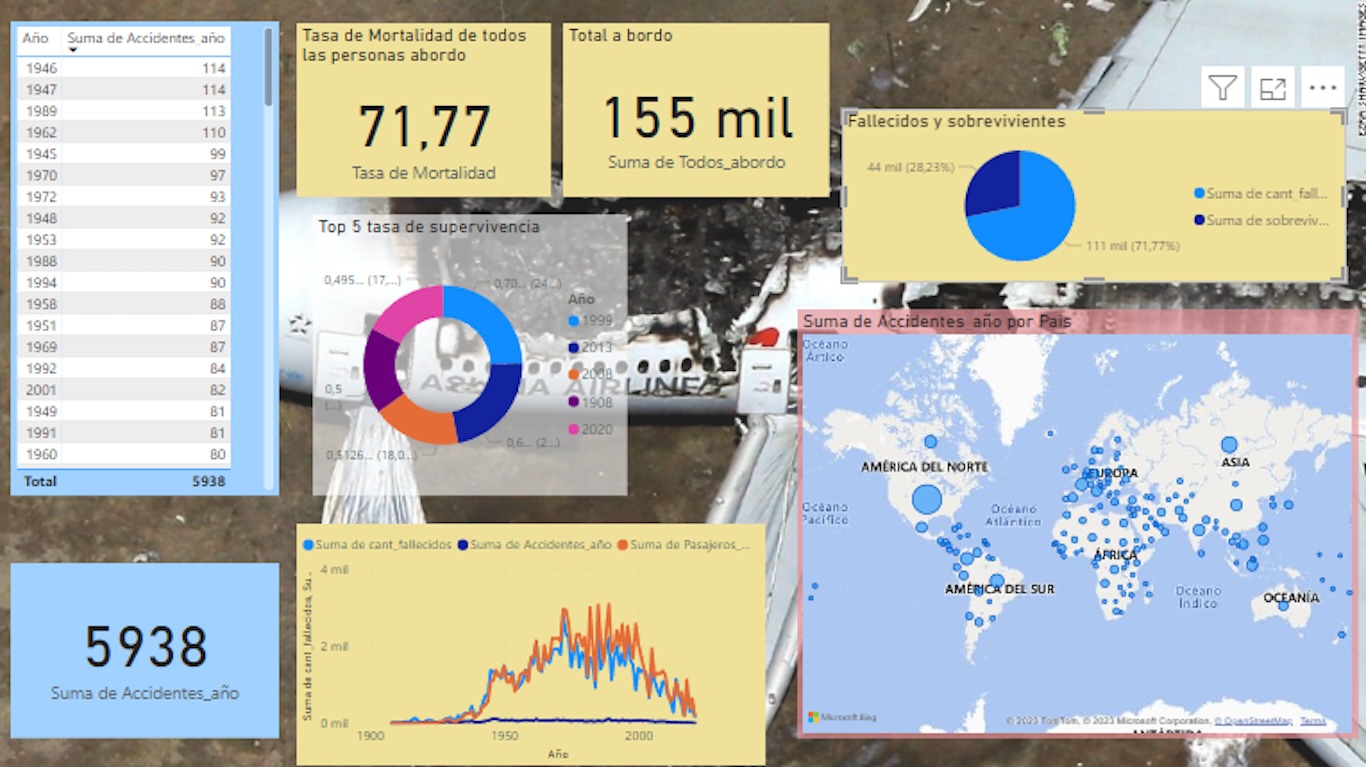 Año Suma de Accidentes_año
1946 114
1947 114
1989 113
1962 110
1945 99
1970 97
1972 93
1948 92
1953 92
1988 90
1994 90
1958 88
1951 87
1969 87
1992 84
2001 82
1949 81
1991 81
1960 80
Total 5938
5938
Suma de Accidentes_año
Tasa de Mortalidad de todos
las personas abordo
71,77
Tasa de Mortalidad
Total a bordo
155 mil
Suma de Todos_abordo
Top 5 tasa de supervivencia
0,495... (17,...)
0,70... (24...)
0,5
(...)
0,5126... (18,0...)
0,6... (2...)
Año
1999
2013
2008
1908
2020
AIRLINES
Suma de cant_fallecidos Suma de Accidentes_año Suma de Pasajeros_...
Suma de cant_fallecidos, Su...
4 mil
2 mil
0 mil
1900 1950 2000
Año
Fallecidos y sobrevivientes
44 mil (28,23%)
111 mil (71,77%)
Suma de cant_fall...
Suma de sobreviv...
Suma de Accidentes_año por Pais
Océano
Ártico
AMÉRICA DEL NORTE
EUROPA
ASIA
Océano
Pacífico
Océano
Atlántico
ÁFRICA
AMÉRICA DEL SUR
Océano
Índico
OCEANÍA
Microsoft Bing
© 2023 TomTom, © 2023 Microsoft Corporation, © OpenStreetMap Terms
ANTÁRTIDA